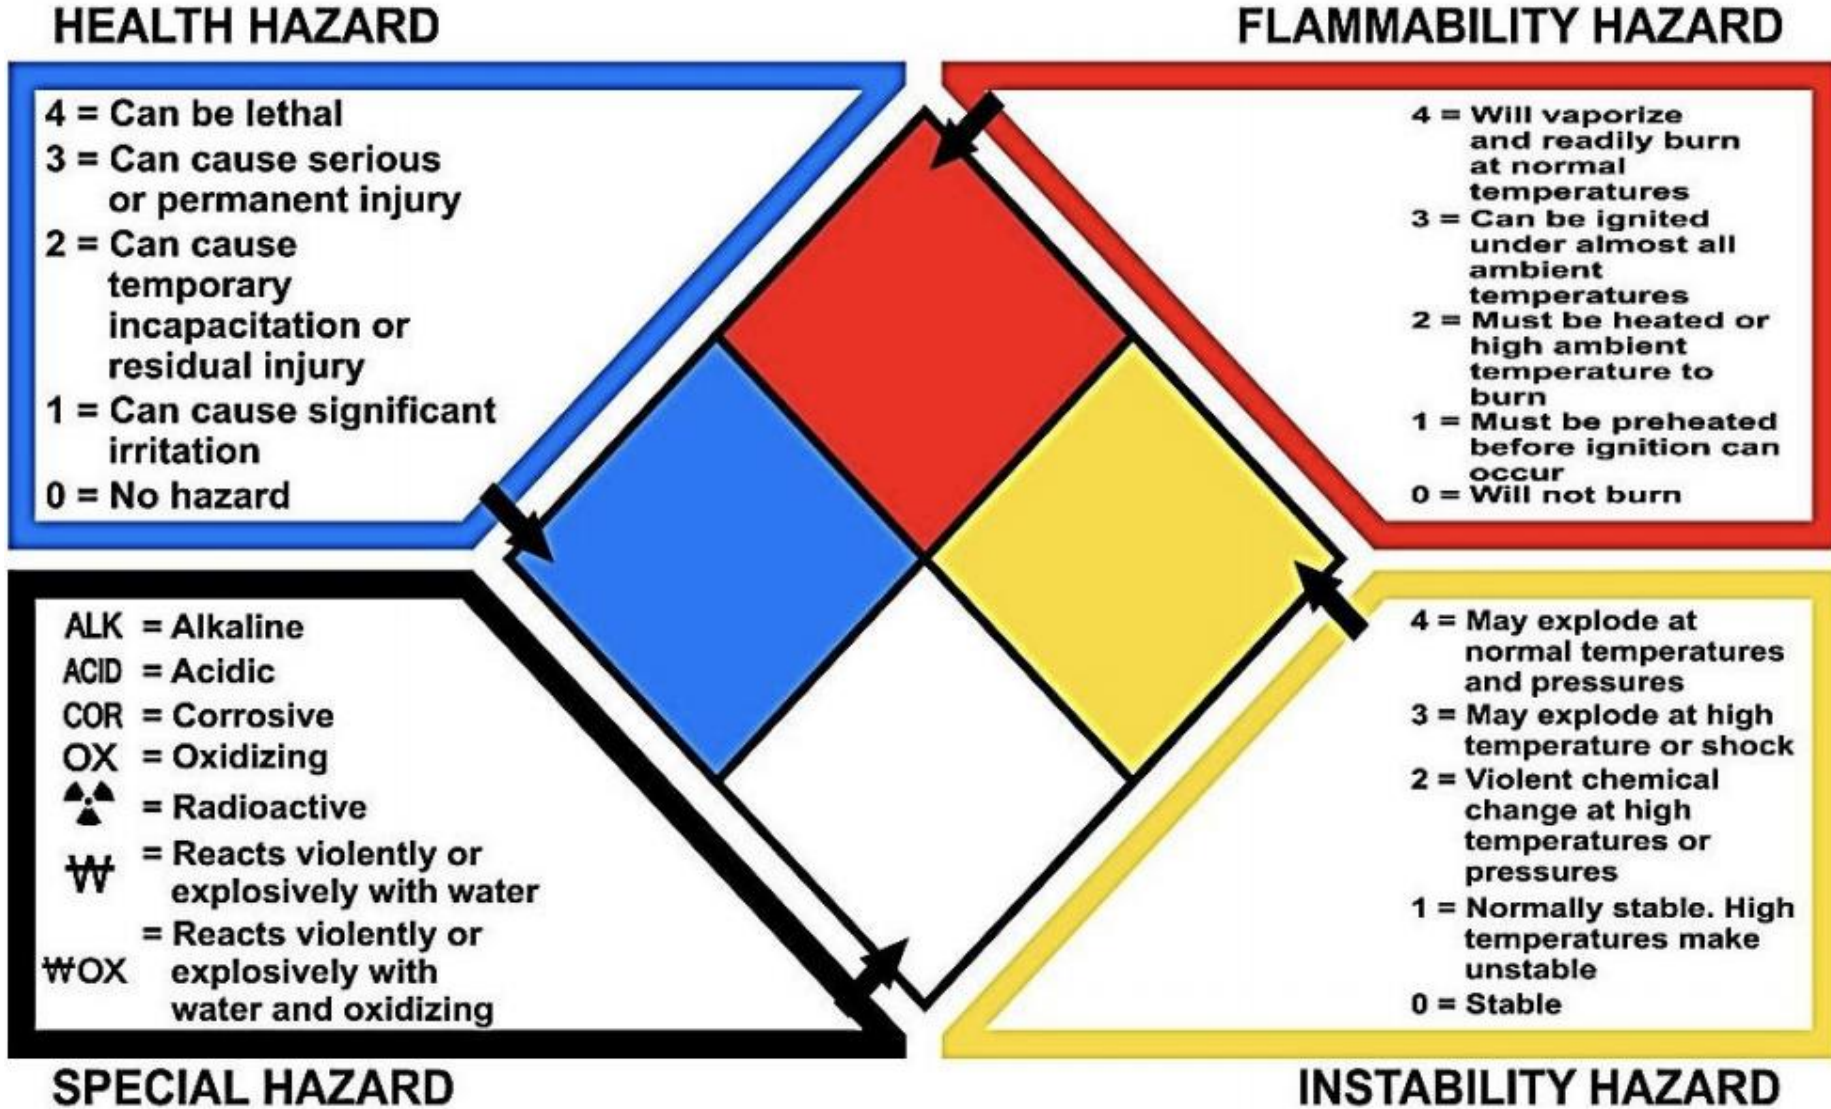 HEALTH HAZARD
4 = Can be lethal
3 = Can cause serious
or permanent injury
2 = Can cause
temporary
incapacitation or
residual injury
1 = Can cause significant
irritation
0 = No hazard
FLAMMABILITY HAZARD
4 = Will vaporize
and readily burn
at normal
temperatures
3 = Can be ignited
under almost all
ambient
temperatures
2 = Must be heated or
high ambient
temperature to
burn
1 = Must be preheated
before ignition can
occur
0 = Will not burn
ALK = Alkaline
ACID = Acidic
COR = Corrosive
OX = Oxidizing
☢ = Radioactive
W̶ = Reacts violently or
explosively with water
= Reacts violently or
W̶OX explosively with
water and oxidizing
SPECIAL HAZARD
4 = May explode at
normal temperatures
and pressures
3 = May explode at high
temperature or shock
2 = Violent chemical
change at high
temperatures or
pressures
1 = Normally stable. High
temperatures make
unstable
0 = Stable
INSTABILITY HAZARD